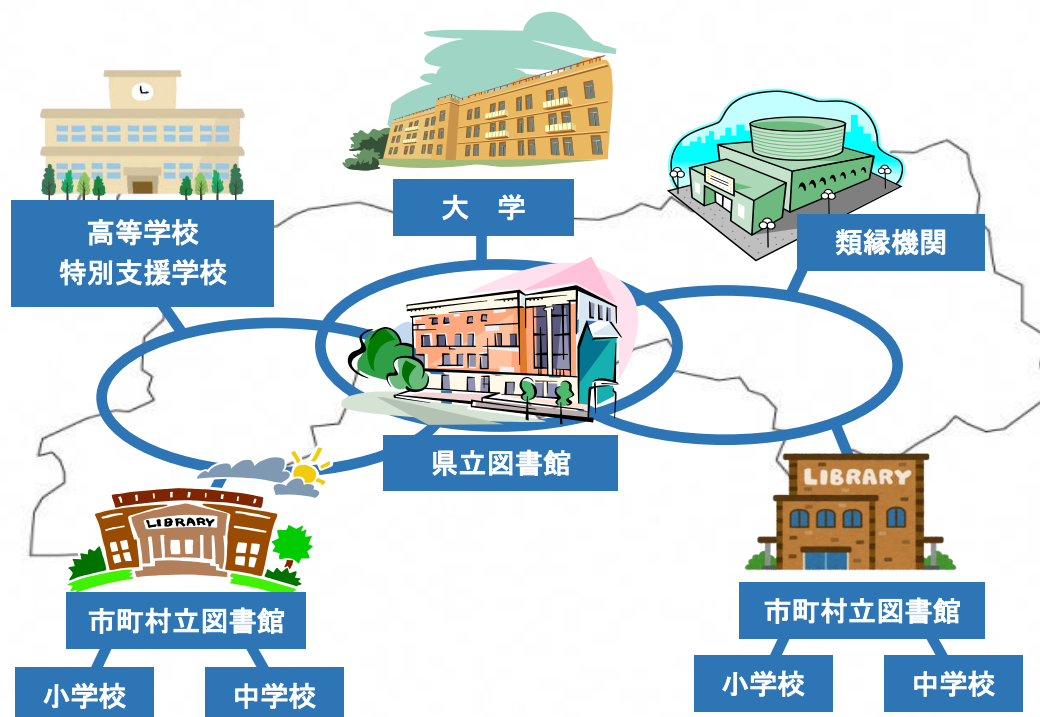 大　学
高等学校
特別支援学校
類縁機関
県立図書館
LIBRARY
LIBRARY
市町村立図書館
市町村立図書館
小学校
中学校
小学校
中学校